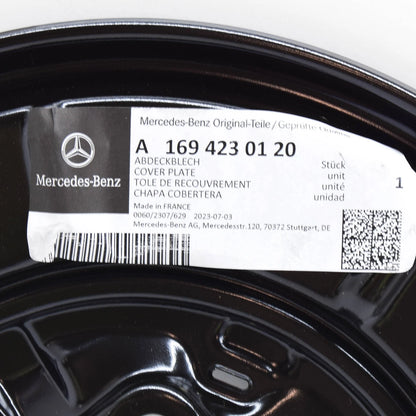 Mercedes-Benz Original-Teile / Geprüfte
A 169 423 01 20
ABDECKBLECH
COVER PLATE
TOLE DE RECOUVREMENT
CHAPA COBERTERA
Stück
unit
unité
unidad
1
Made in FRANCE
0060/2307/629 2023-07-03
Mercedes-Benz AG, Mercedesstr.120, 70372 Stuttgart, DE
Mercedes-Benz